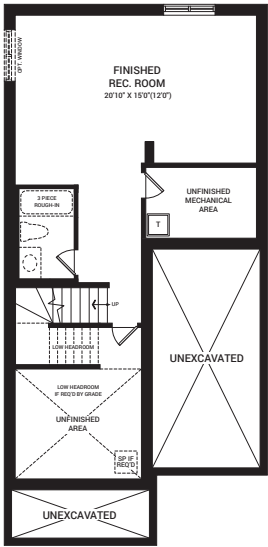 OPT. WINDOW
FINISHED
REC. ROOM
20'10" X 15'0"(12'0")
3 PIECE
ROUGH-IN
UNFINISHED
MECHANICAL
AREA
T
UP
LOW HEADROOM
UNEXCAVATED
LOW HEADROOM
IF REQ'D BY GRADE
UNFINISHED
AREA
SP IF
REQ'D
UNEXCAVATED